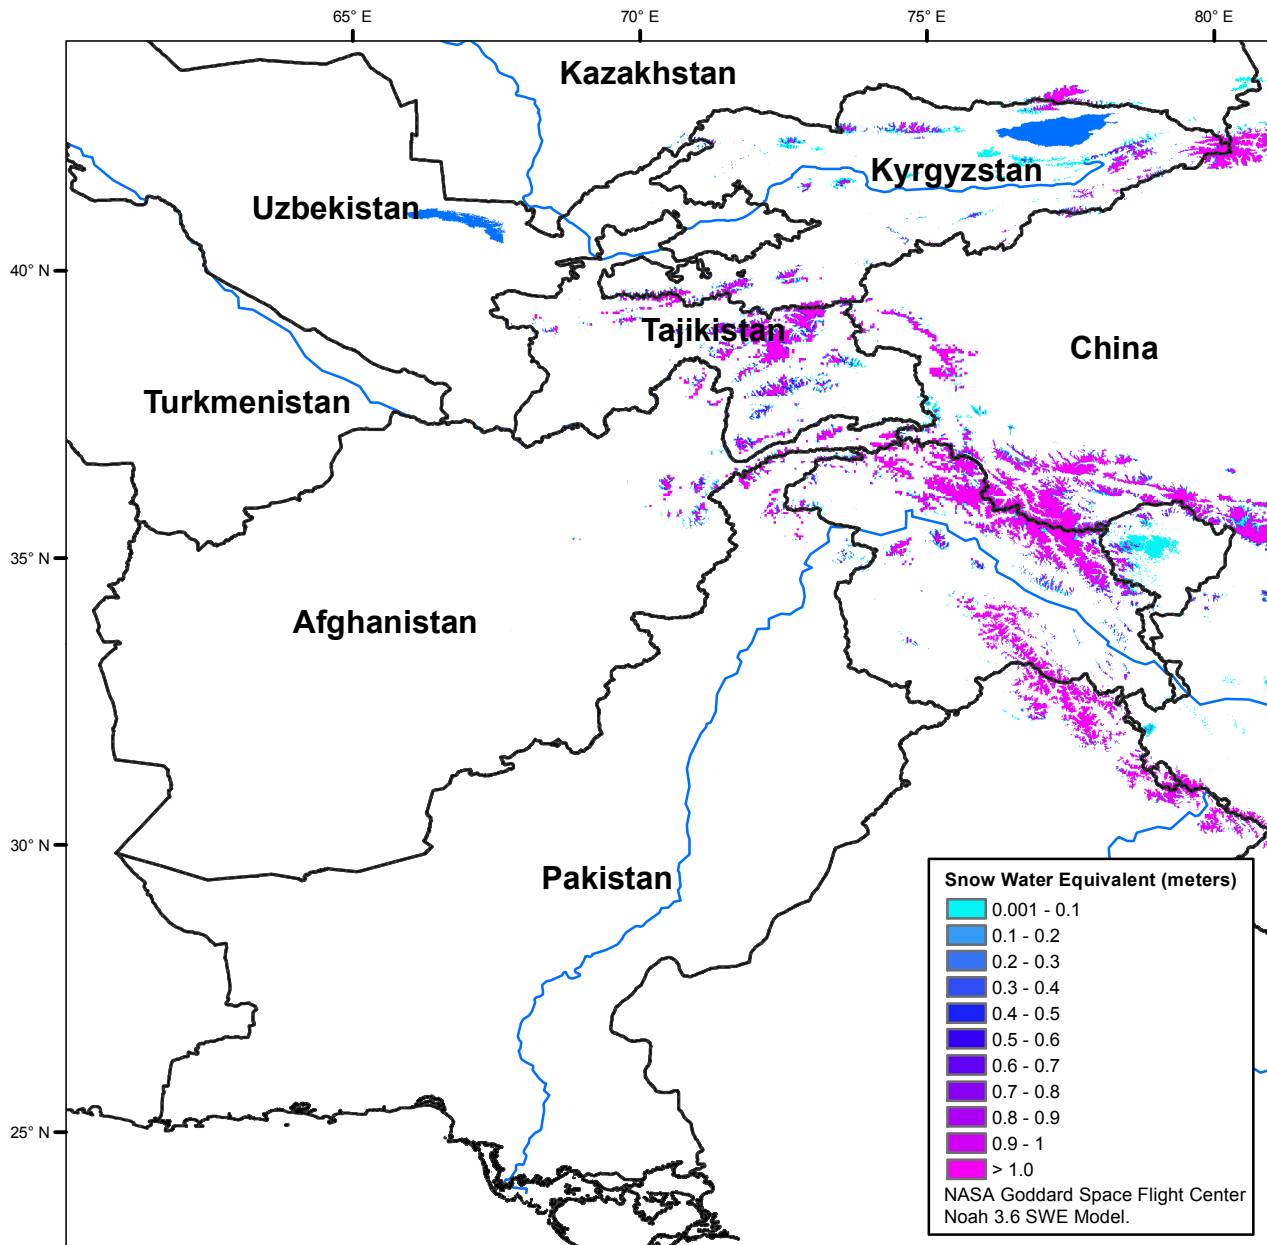 65° E 70° E 75° E 80° E
Kazakhstan
Kyrgyzstan
Uzbekistan
40° N
Tajikistan
China
Turkmenistan
35° N
Afghanistan
30° N
Pakistan
25° N
Snow Water Equivalent (meters)
0.001 - 0.1
0.1 - 0.2
0.2 - 0.3
0.3 - 0.4
0.4 - 0.5
0.5 - 0.6
0.6 - 0.7
0.7 - 0.8
0.8 - 0.9
0.9 - 1
> 1.0
NASA Goddard Space Flight Center
Noah 3.6 SWE Model.